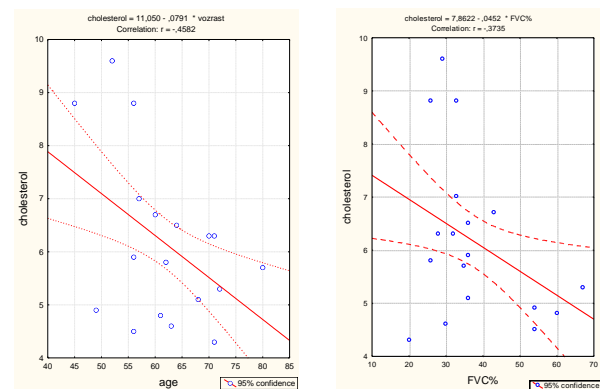 cholesterol = 11,050 - ,0791 * vozrast
Correlation: r = -,4582
10
9
8
7
6
5
4
cholesterol
40 45 50 55 60 65 70 75 80 85
age
95% confidence
cholesterol = 7,8622 - ,0452 * FVC%
Correlation: r = -,3735
10
9
8
7
6
5
4
cholesterol
10 20 30 40 50 60 70
FVC%
95% confidence